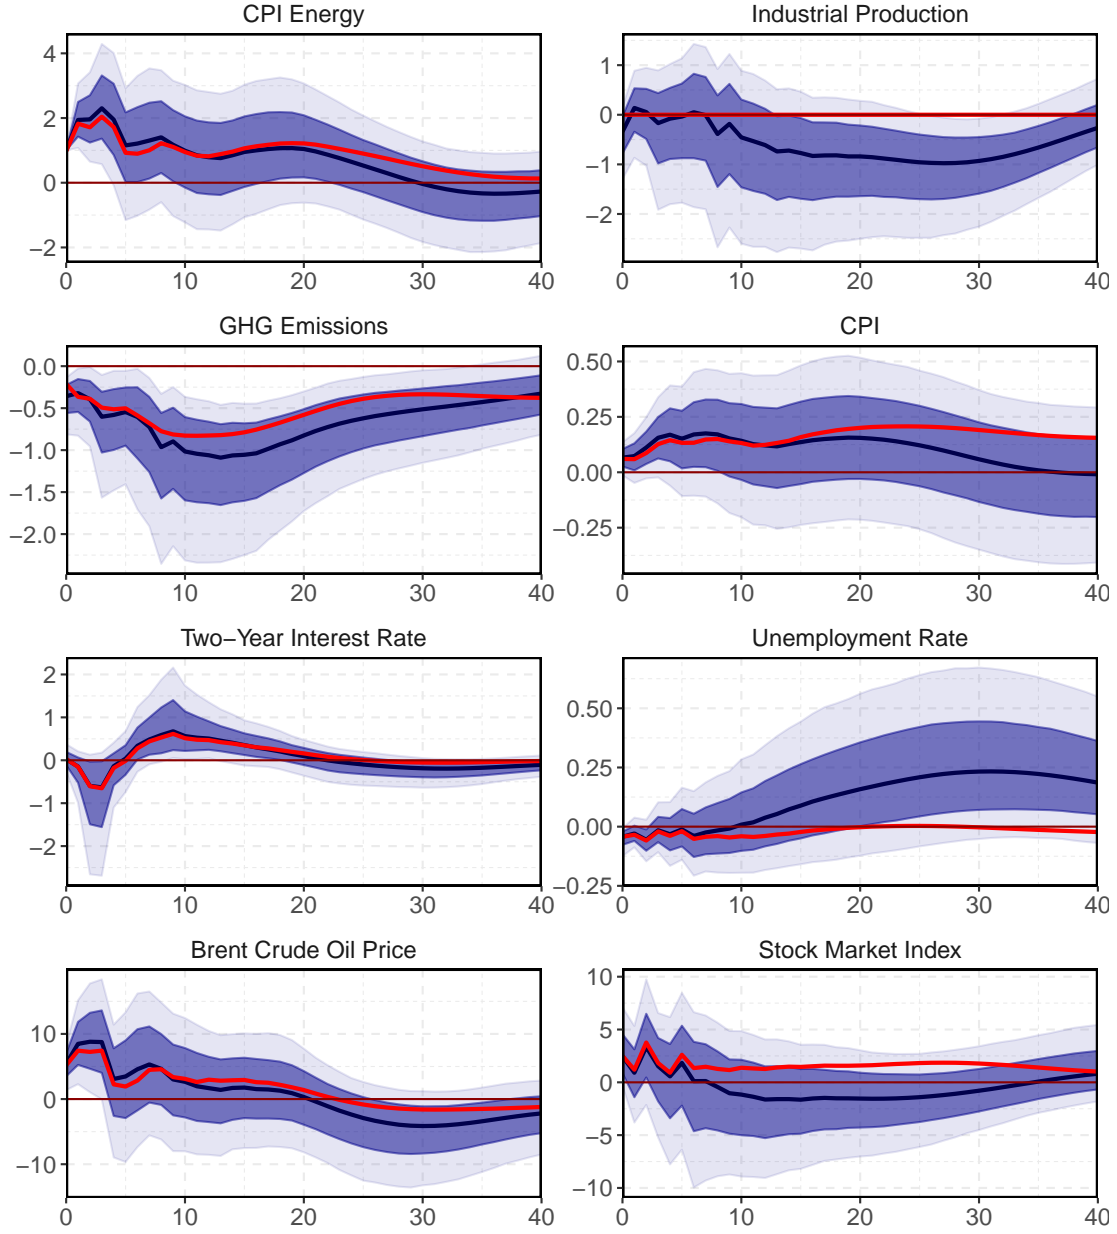 CPI Energy
Industrial Production
4
2
0
−2
1
0
−1
−2
0 10 20 30 40
0 10 20 30 40
GHG Emissions
CPI
0.0
−0.5
−1.0
−1.5
−2.0
0.50
0.25
0.00
−0.25
0 10 20 30 40
0 10 20 30 40
Two−Year Interest Rate
Unemployment Rate
2
1
0
−1
−2
0.50
0.25
0.00
−0.25
0 10 20 30 40
0 10 20 30 40
Brent Crude Oil Price
Stock Market Index
10
0
−10
10
5
0
−5
−10
0 10 20 30 40
0 10 20 30 40